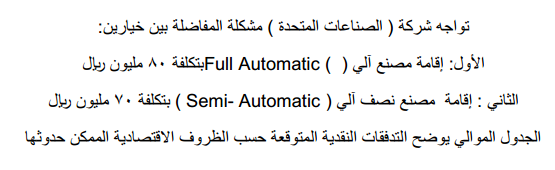 تواجه شركة ( الصناعات المتحدة ) مشكلة المفاضلة بين خيارين:
الأول: إقامة مصنع آلي ( Full Automatic ) بتكلفة ٨٠ مليون ريال
الثاني : إقامة مصنع نصف آلي ( Semi- Automatic ) بتكلفة ٧٠ مليون ريال
الجدول الموالي يوضح التدفقات النقدية المتوقعة حسب الظروف الاقتصادية الممكن حدوثها